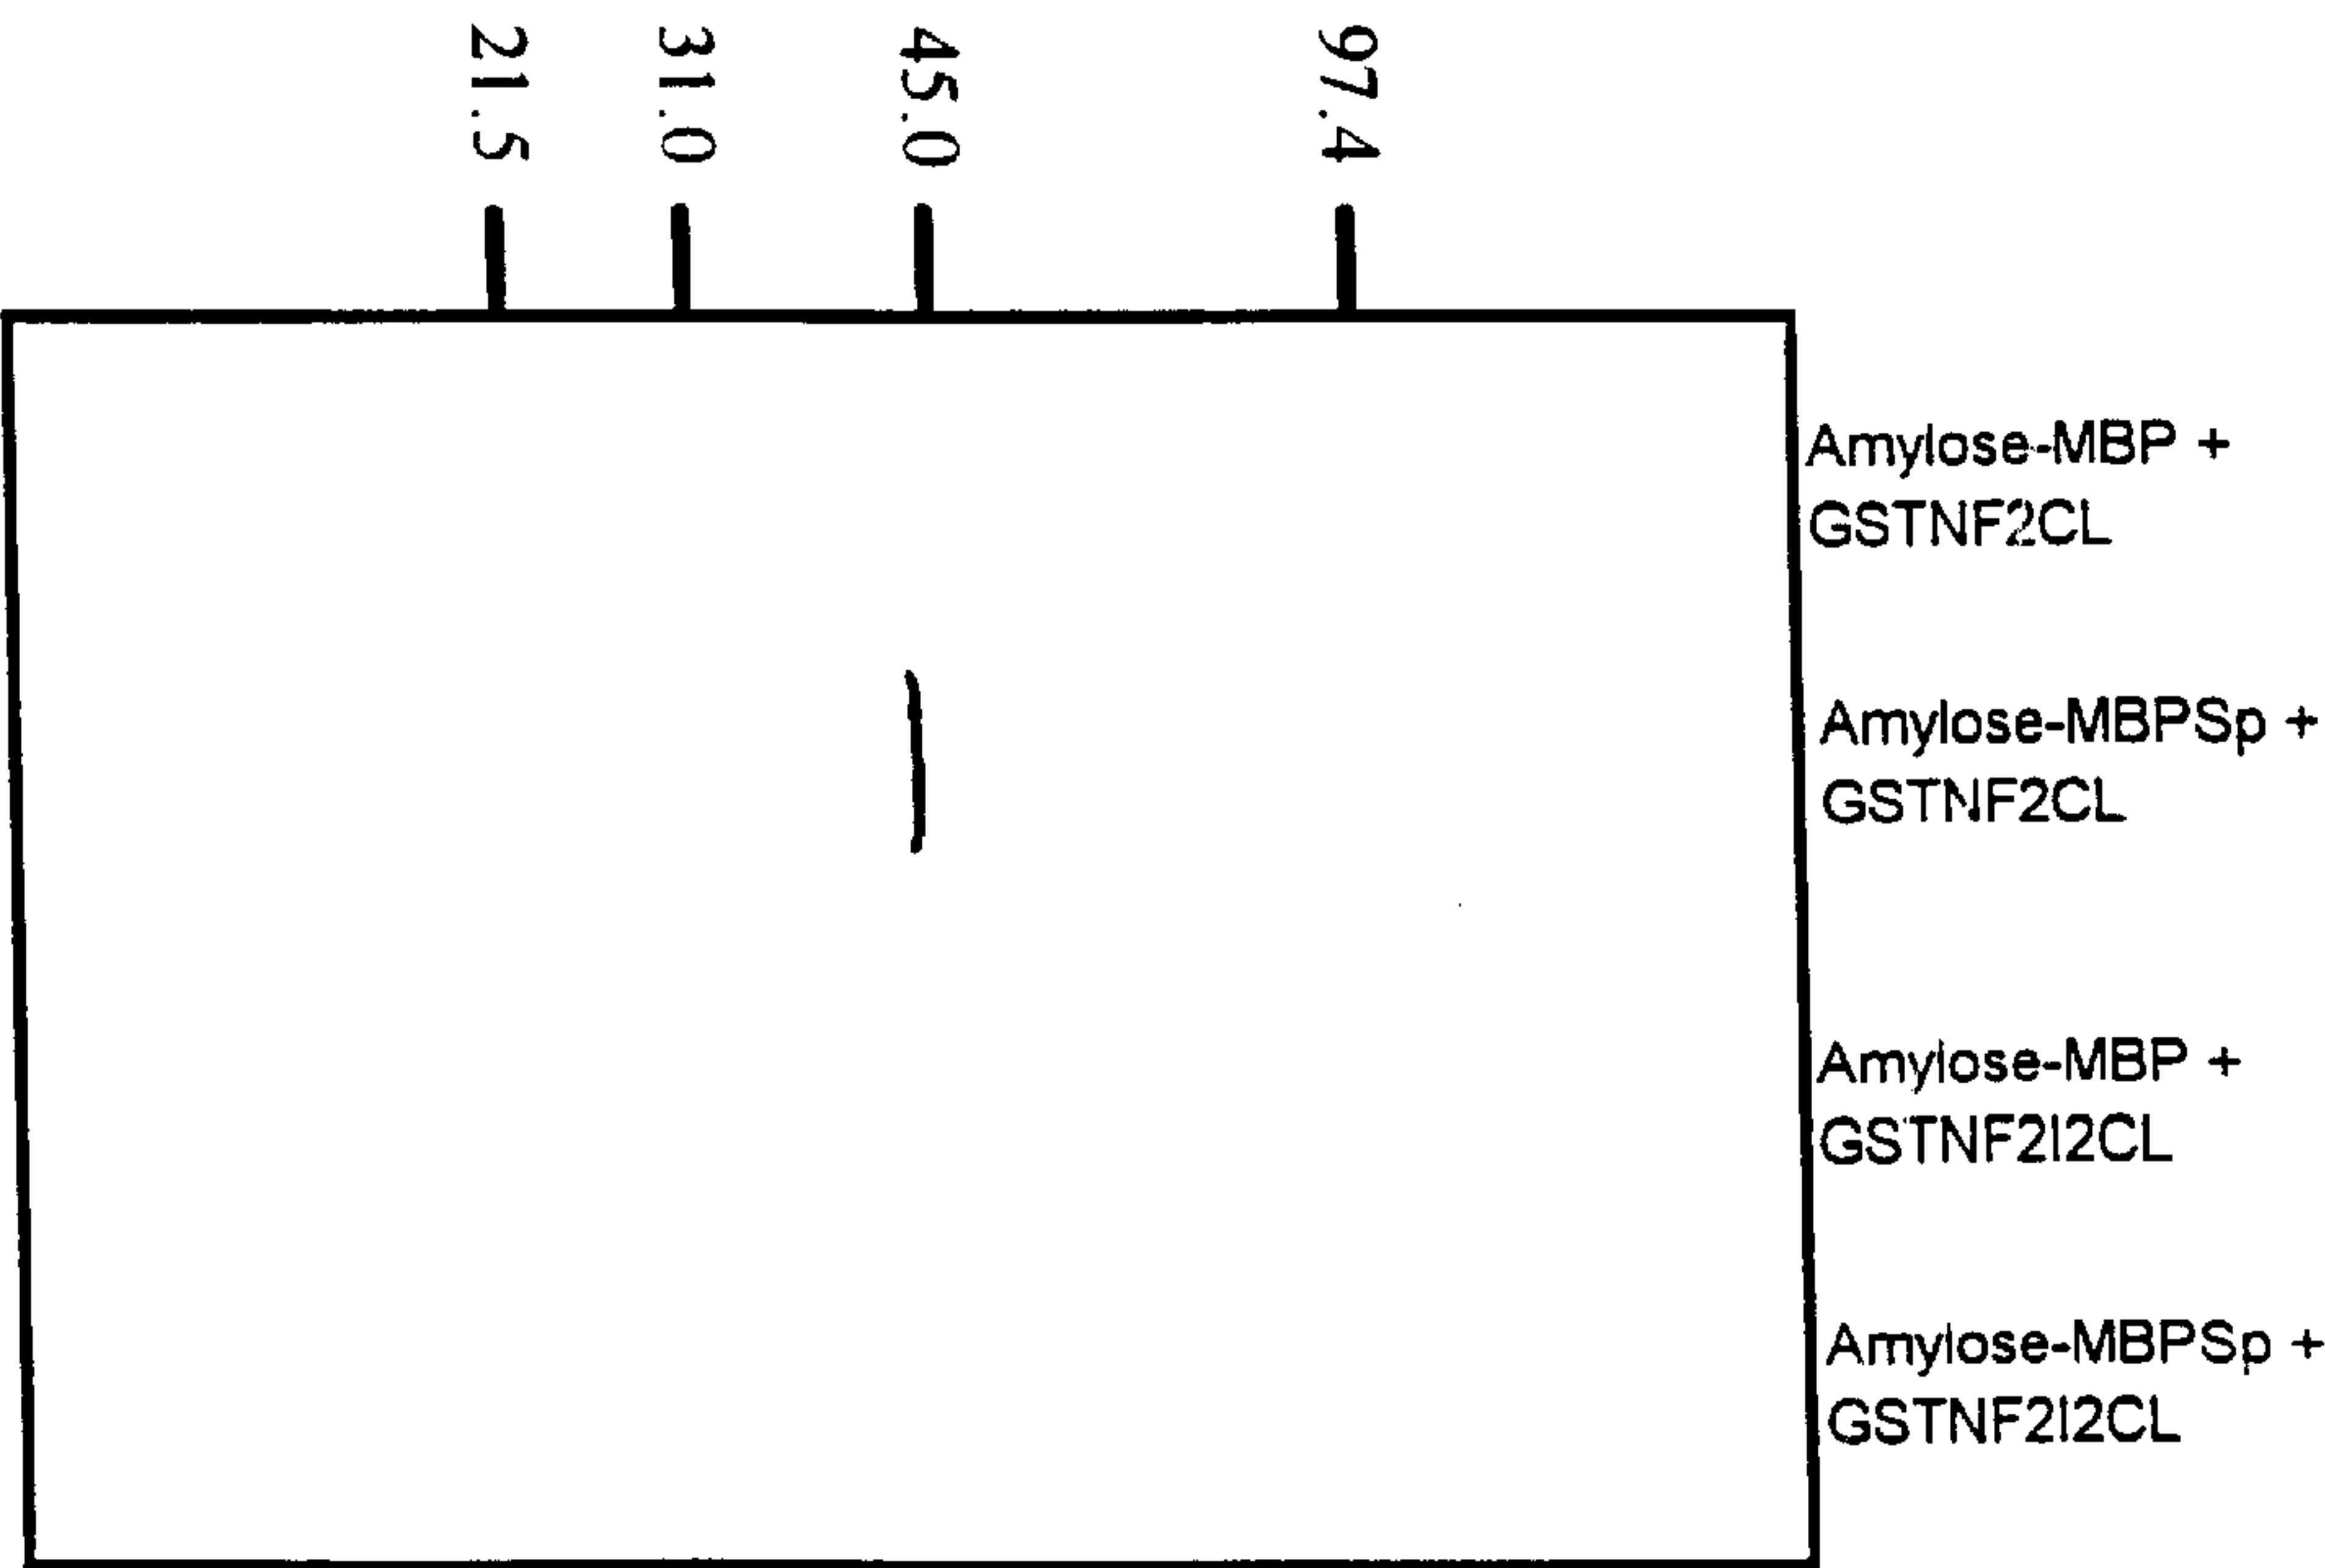 21.5
31.0
45.0
97.4
Amylose-MBP +
GSTNF2CL
Amylose-MBPSp +
GSTNF2CL
Amylose-MBP +
GSTNF2I2CL
Amylose-MBPSp +
GSTNF2I2CL